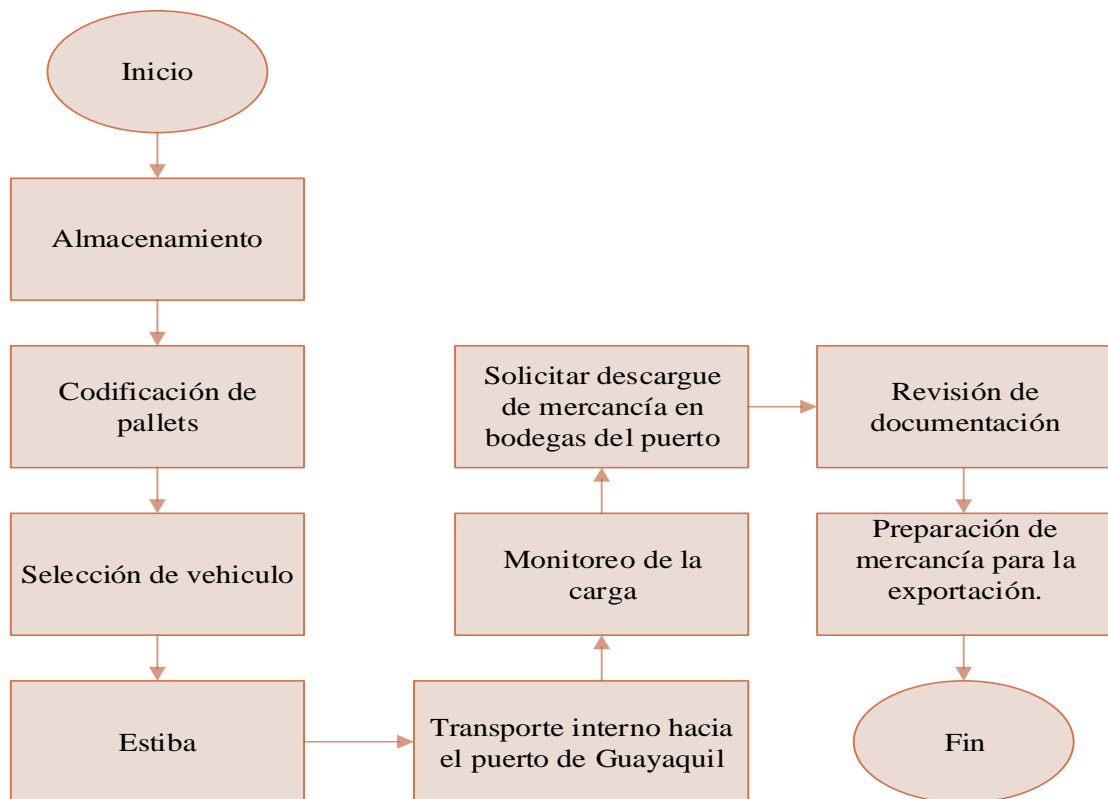 Inicio
Almacenamiento
Codificación de
pallets
Selección de vehiculo
Estiba
Transporte interno hacia
el puerto de Guayaquil
Monitoreo de la
carga
Solicitar descargue
de mercancía en
bodegas del puerto
Revisión de
documentación
Preparación de
mercancía para la
exportación.
Fin